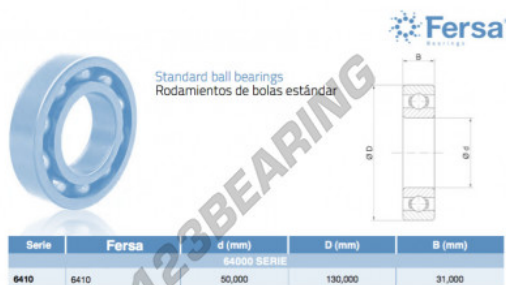 Fersa
Bearings
Standard ball bearings
Rodamientos de bolas estándar
B
Ø D
Ø d
123BEARING
Serie Fersa d (mm) D (mm) B (mm)
64000 SERIE
6410 6410 50,000 130,000 31,000